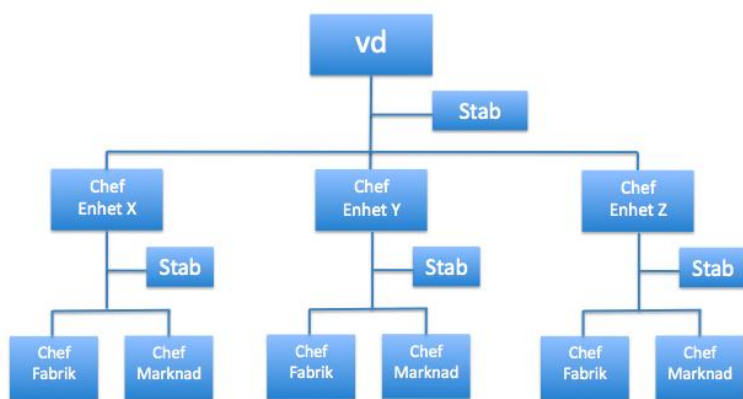 vd
Stab
Chef
Enhet X
Chef
Enhet Y
Chef
Enhet Z
Stab
Stab
Stab
Chef
Fabrik
Chef
Marknad
Chef
Fabrik
Chef
Marknad
Chef
Fabrik
Chef
Marknad